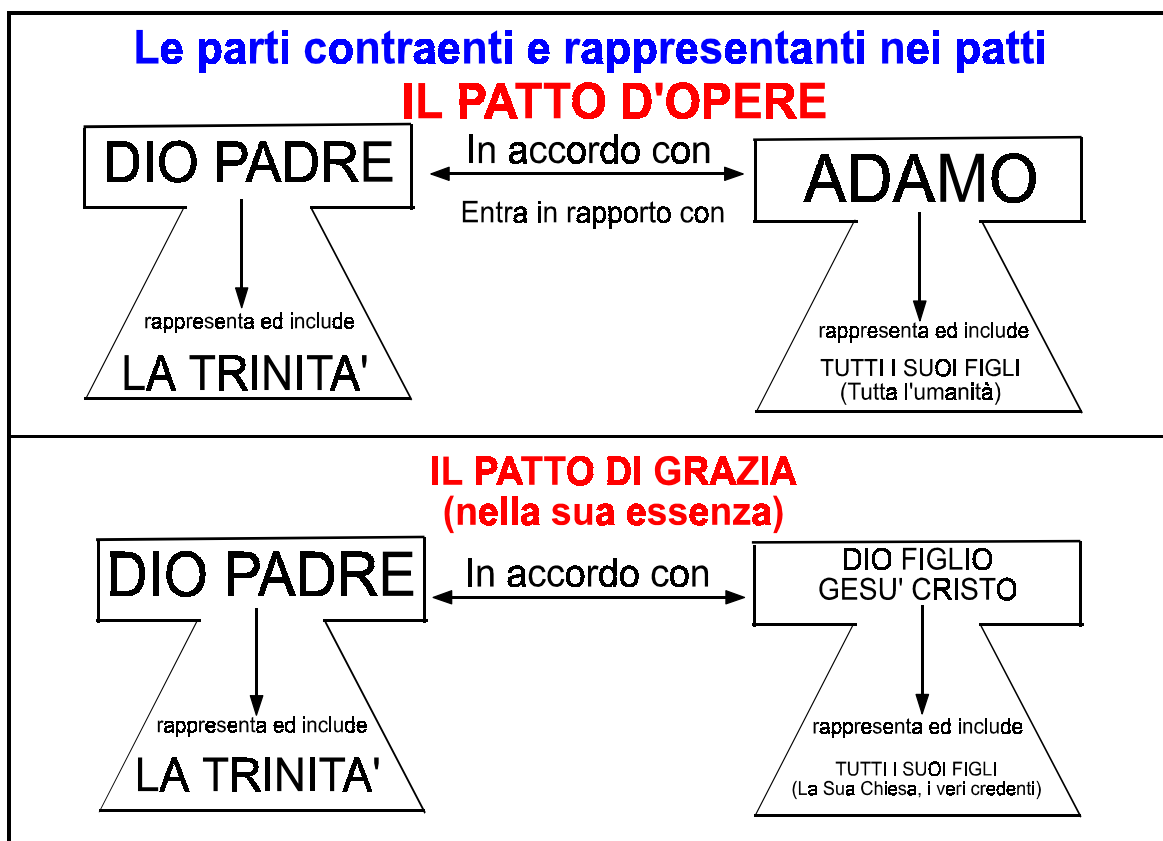 Le parti contraenti e rappresentanti nei patti
IL PATTO D'OPERE
DIO PADRE
In accordo con
Entra in rapporto con
ADAMO
rappresenta ed include
LA TRINITA'
rappresenta ed include
TUTTI I SUOI FIGLI
(Tutta l'umanità)
IL PATTO DI GRAZIA
(nella sua essenza)
DIO PADRE
In accordo con
DIO FIGLIO
GESU' CRISTO
rappresenta ed include
LA TRINITA'
rappresenta ed include
TUTTI I SUOI FIGLI
(La Sua Chiesa, i veri credenti)